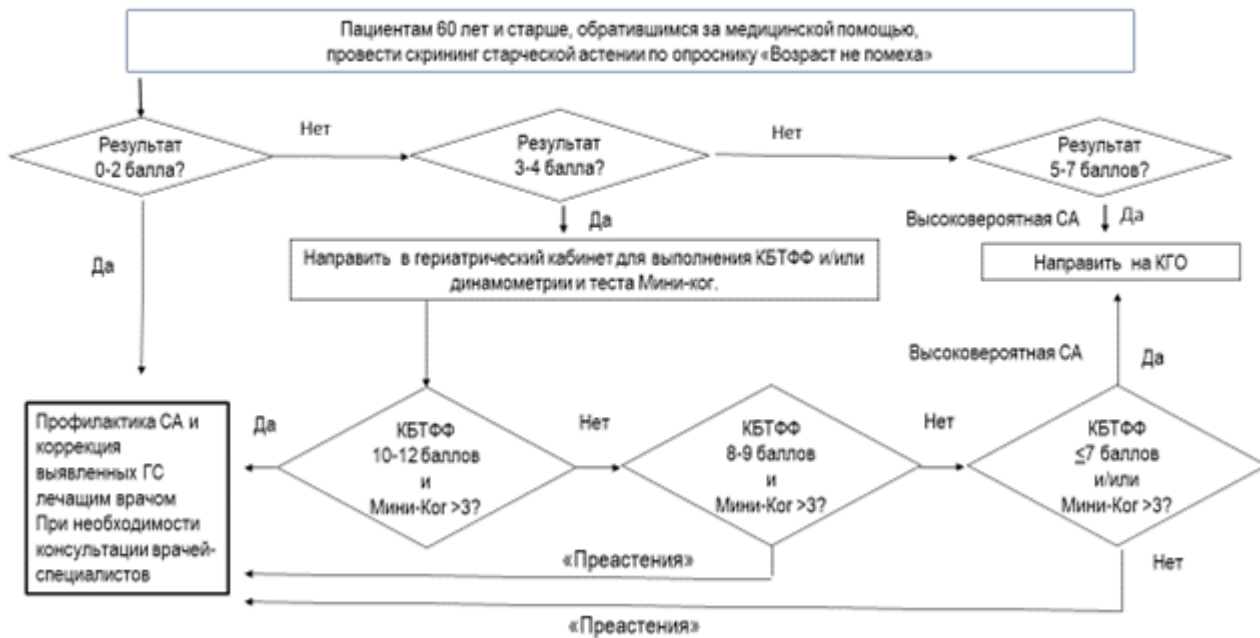 Пациентам 60 лет и старше, обратившимся за медицинской помощью,
провести скрининг старческой астении по опроснику «Возраст не помеха»
Результат
0-2 балла?
Нет
Результат
3-4 балла?
Нет
Результат
5-7 баллов?
Да
Да
Высоковероятная СА
Да
Направить в гериатрический кабинет для выполнения КБТФФ и/или
динамометрии и теста Мини-ког.
Направить на КГО
Высоковероятная СА
Да
Профилактика СА и
коррекция
выявленных ГС
лечащим врачом
При необходимости
консультации врачей-
специалистов
Да
КБТФФ
10-12 баллов
и
Мини-Ког >3?
Нет
КБТФФ
8-9 баллов
и
Мини-Ког >3?
Нет
КБТФФ
≤7 баллов
и/или
Мини-Ког >3?
«Преастения»
Нет
«Преастения»